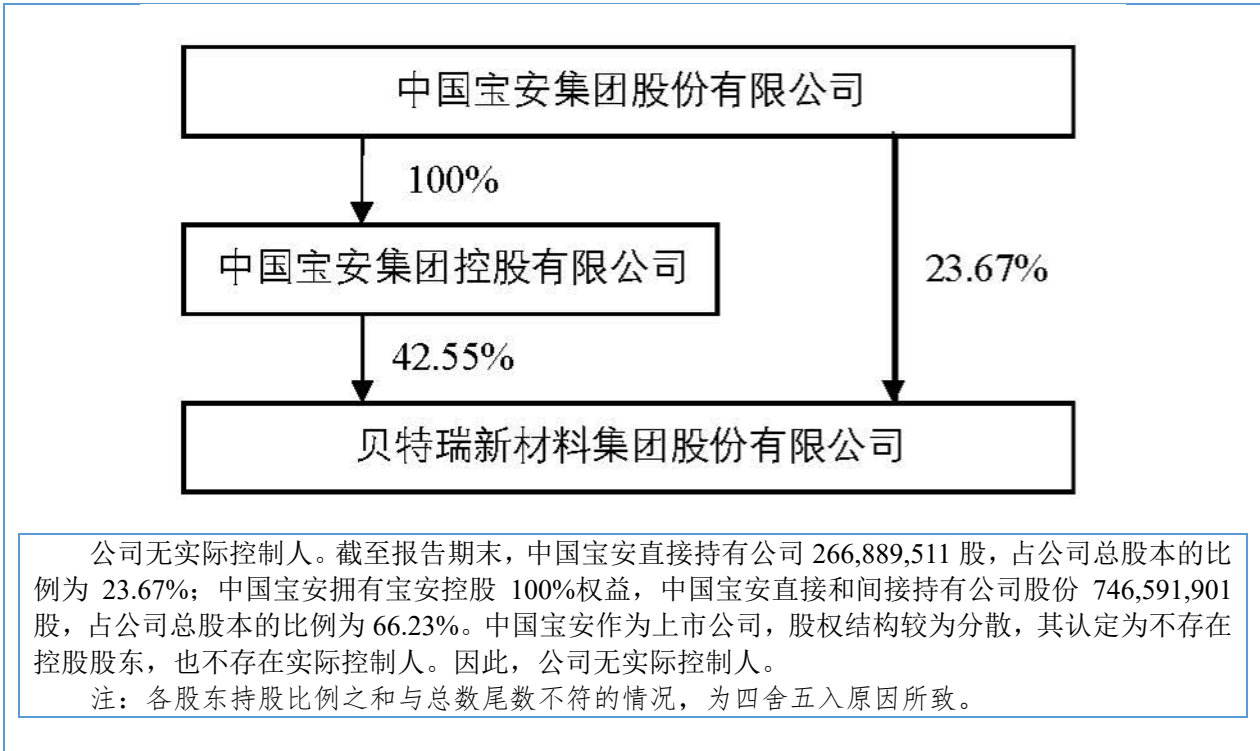 中国宝安集团股份有限公司
100%
中国宝安集团控股有限公司
23.67%
42.55%
贝特瑞新材料集团股份有限公司
公司无实际控制人。截至报告期末，中国宝安直接持有公司 266,889,511 股，占公司总股本的比
例为 23.67%；中国宝安拥有宝安控股 100%权益，中国宝安直接和间接持有公司股份 746,591,901
股，占公司总股本的比例为 66.23%。中国宝安作为上市公司，股权结构较为分散，其认定为不存在
控股股东，也不存在实际控制人。因此，公司无实际控制人。
注：各股东持股比例之和与总数尾数不符的情况，为四舍五入原因所致。